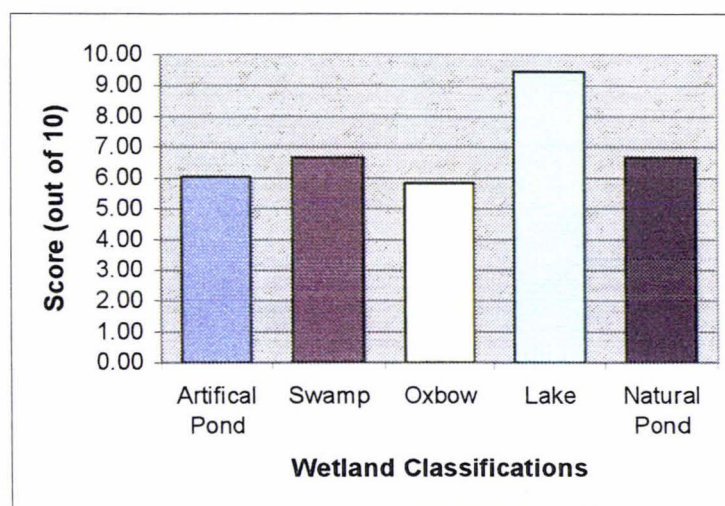 10.00
9.00
8.00
7.00
6.00
5.00
4.00
3.00
2.00
1.00
0.00
Score (out of 10)
Artifical Pond
Swamp
Oxbow
Lake
Natural Pond
Wetland Classifications